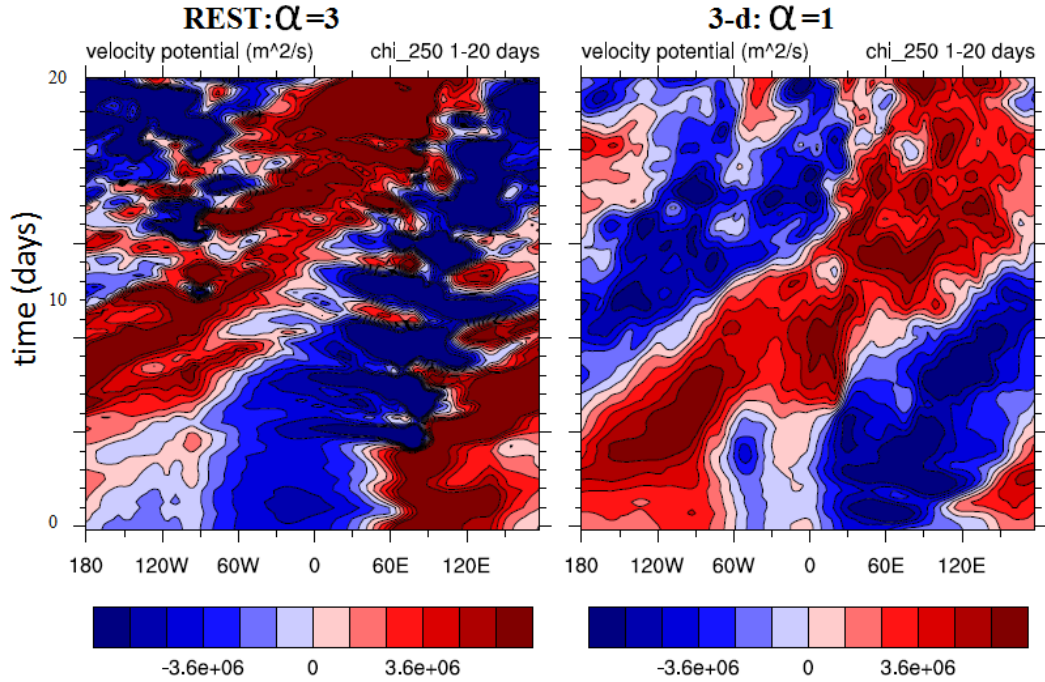 REST: α=3
3-d: α=1
velocity potential (m^2/s) chi_250 1-20 days
velocity potential (m^2/s) chi_250 1-20 days
time (days)
20
10
0
180 120W 60W 0 60E 120E
180 120W 60W 0 60E 120E
-3.6e+06 0 3.6e+06
-3.6e+06 0 3.6e+06